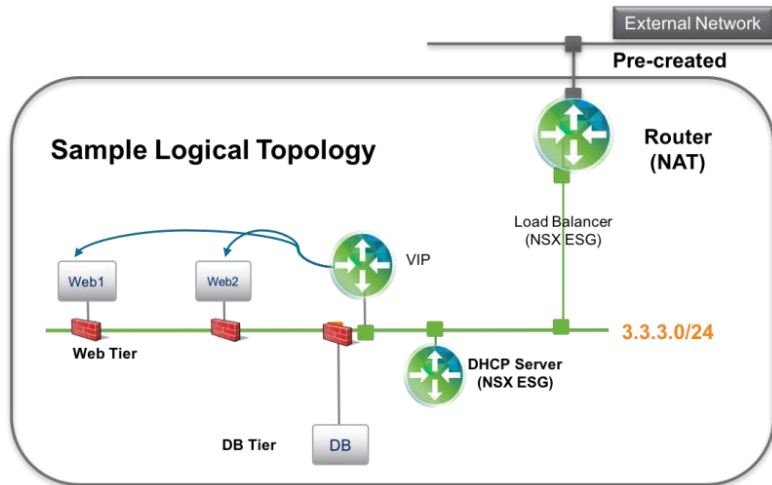 External Network
Pre-created
Sample Logical Topology
Router
(NAT)
Load Balancer
(NSX ESG)
VIP
Web1
Web2
3.3.3.0/24
Web Tier
DHCP Server
(NSX ESG)
DB Tier
DB